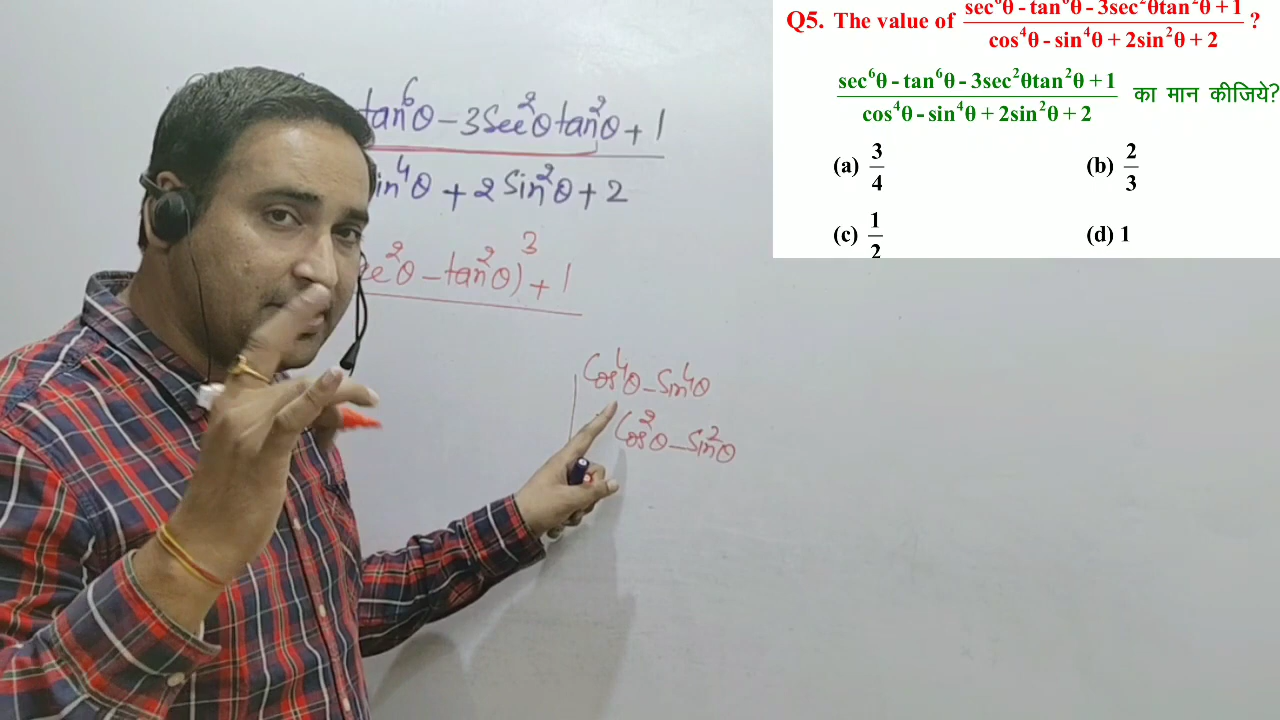 Q5. The value of sec⁶θ - tan⁶θ - 3sec²θtan²θ + 1 / cos⁴θ - sin⁴θ + 2sin²θ + 2 ?
sec⁶θ - tan⁶θ - 3sec²θtan²θ + 1 / cos⁴θ - sin⁴θ + 2sin²θ + 2 का मान कीजिये?
(a) 3/4 (b) 2/3
(c) 1/2 (d) 1
tan⁶θ - 3Sec²θ tan²θ + 1
in⁴θ + 2 Sin²θ + 2
ec²θ - tan²θ)³ + 1
Cos⁴θ - Sin⁴θ
Cos²θ - Sin²θ